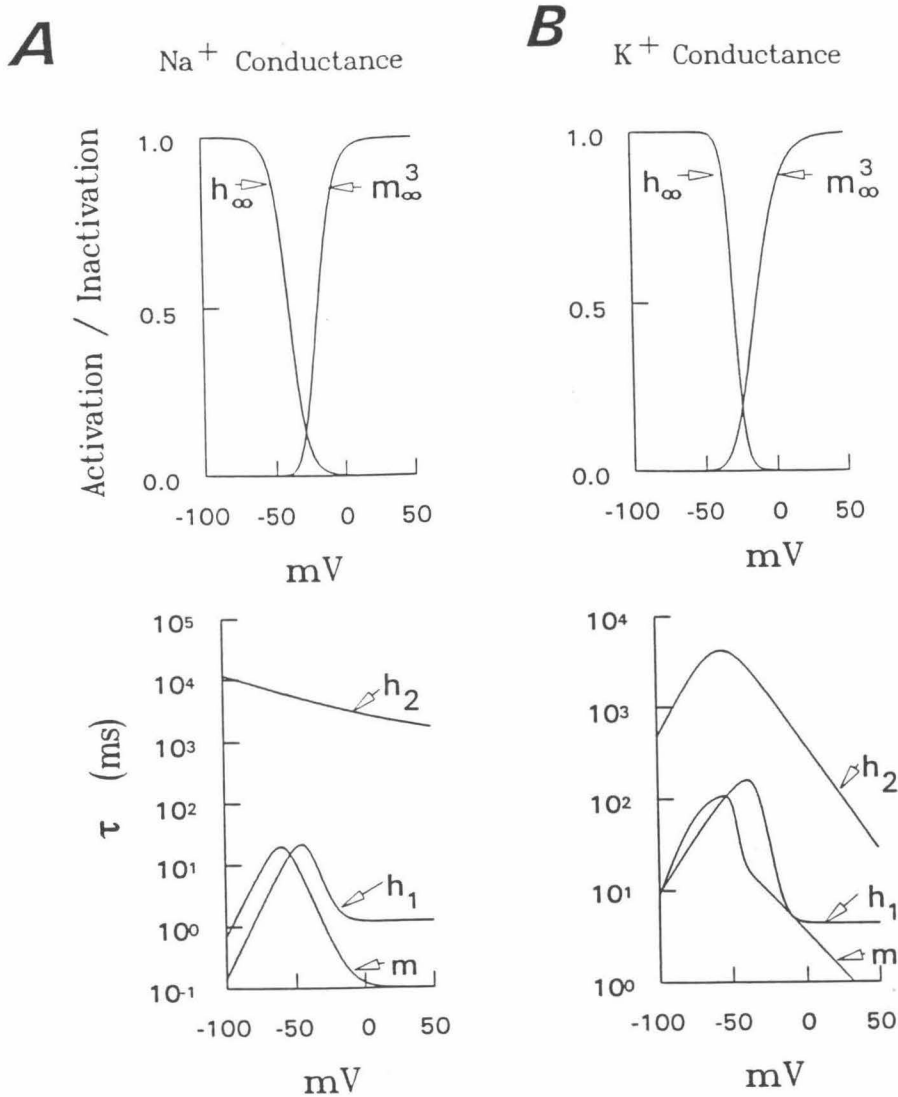 A
Na+ Conductance
Activation / Inactivation
1.0
0.5
0.0
h∞
m³∞
-100 -50 0 50
mV
B
K+ Conductance
1.0
0.5
0.0
h∞
m³∞
-100 -50 0 50
mV
τ (ms)
10⁵
10⁴
10³
10²
10¹
10⁰
10⁻¹
h₂
h₁
m
-100 -50 0 50
mV
10⁴
10³
10²
10¹
10⁰
h₂
h₁
m
-100 -50 0 50
mV